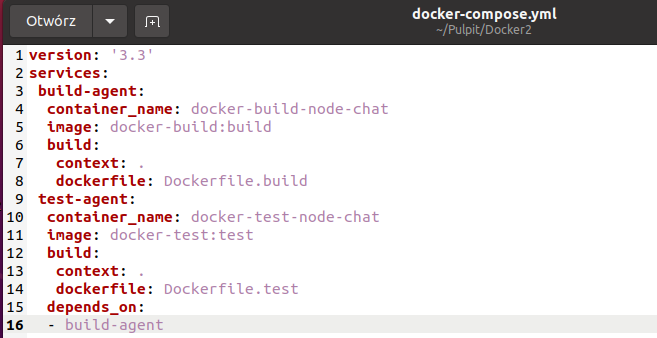 Otwórz
docker-compose.yml
~/Pulpit/Docker2
1 version: '3.3'
2 services:
3  build-agent:
4   container_name: docker-build-node-chat
5   image: docker-build:build
6   build:
7    context: .
8    dockerfile: Dockerfile.build
9  test-agent:
10   container_name: docker-test-node-chat
11   image: docker-test:test
12   build:
13    context: .
14    dockerfile: Dockerfile.test
15   depends_on:
16   - build-agent